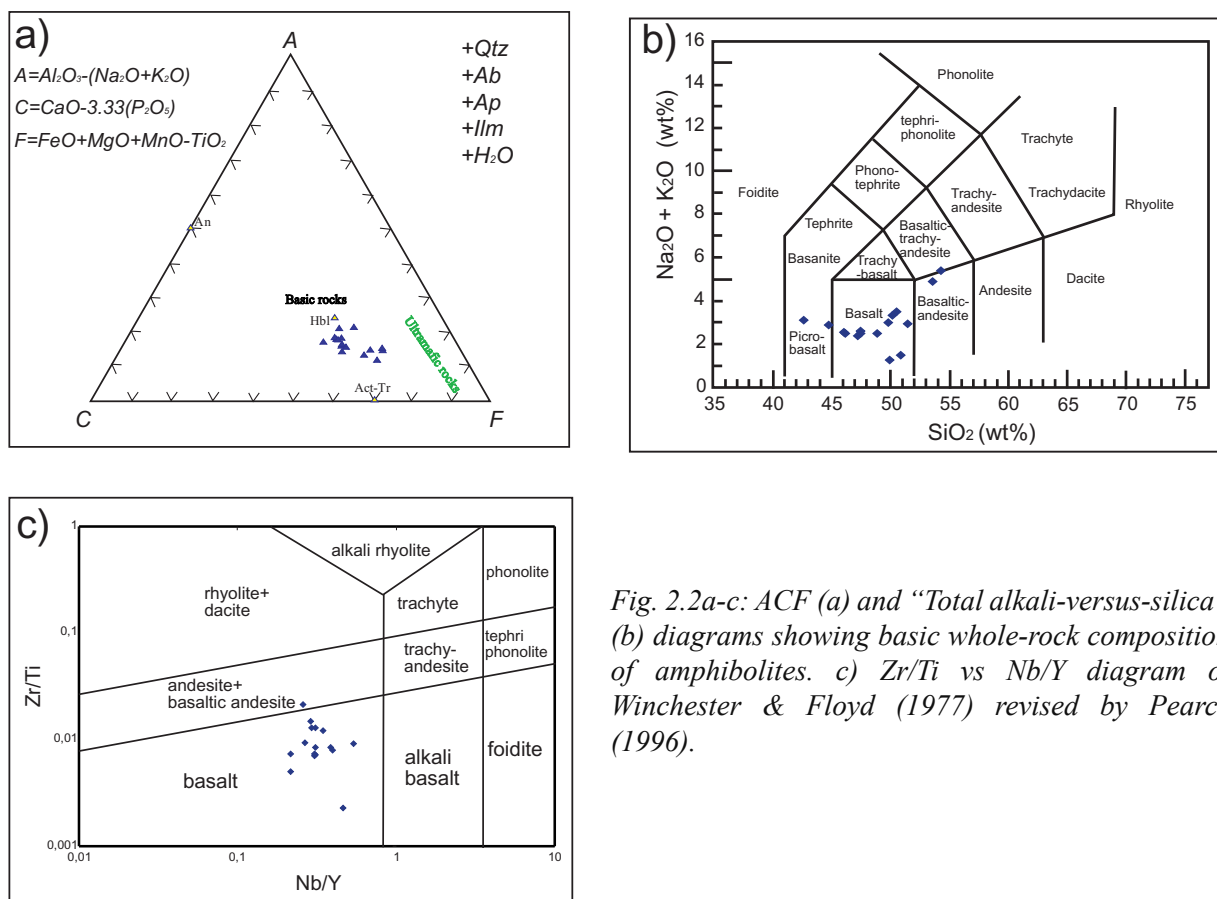 a)
A
A=Al₂O₃-(Na₂O+K₂O)
C=CaO-3.33(P₂O₅)
F=FeO+MgO+MnO-TiO₂
+Qtz
+Ab
+Ap
+Ilm
+H₂O
An
Basic rocks
Hbl
Ultramafic rocks
Act-Tr
C
F
b)
Na₂O + K₂O (wt%)
16
14
12
10
8
6
4
2
0
Phonolite
tephri-
phonolite
Trachyte
Foidite
Phono-
tephrite
Trachy-
andesite
Trachydacite
Rhyolite
Tephrite
Basaltic-
trachy-
andesite
Basanite
Trachy
-basalt
Basalt
Basaltic-
andesite
Andesite
Dacite
Picro-
basalt
35
40
45
50
55
60
65
70
75
SiO₂ (wt%)
c)
Zr/Ti
1
0,1
0,01
0,001
alkali rhyolite
rhyolite+
dacite
trachyte
phonolite
trachy-
andesite
tephri
phonolite
andesite+
basaltic andesite
basalt
alkali
basalt
foidite
0,01
0,1
1
10
Nb/Y
Fig. 2.2a-c: ACF (a) and “Total alkali-versus-silica
(b) diagrams showing basic whole-rock composition
of amphibolites. c) Zr/Ti vs Nb/Y diagram o
Winchester & Floyd (1977) revised by Pearc
(1996).